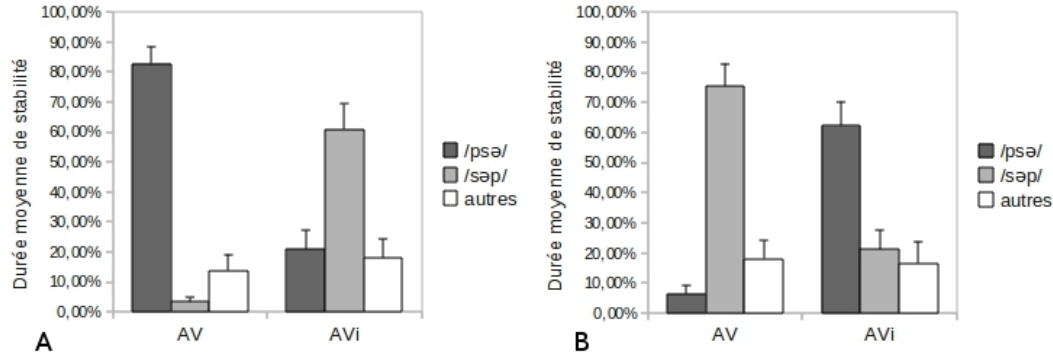 100,00%
90,00%
80,00%
70,00%
60,00%
50,00%
40,00%
30,00%
20,00%
10,00%
0,00%
Durée moyenne de stabilité
AV
AVi
/psə/
/səp/
autres
A
100,00%
90,00%
80,00%
70,00%
60,00%
50,00%
40,00%
30,00%
20,00%
10,00%
0,00%
Durée moyenne de stabilité
AV
AVi
/psə/
/səp/
autres
B